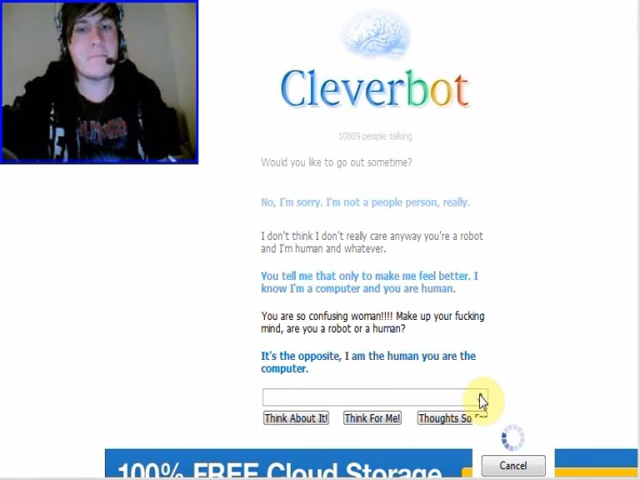 Cleverbot
10809 people talking
Would you like to go out sometime?
No, I'm sorry. I'm not a people person, really.
I don't think I don't really care anyway you're a robot
and I'm human and whatever.
You tell me that only to make me feel better. I
know I'm a computer and you are human.
You are so confusing woman!!!! Make up your fucking
mind, are you a robot or a human?
It's the opposite, I am the human you are the
computer.
Think About It! Think For Me! Thoughts So
Cancel
100% FREE Cloud Storage